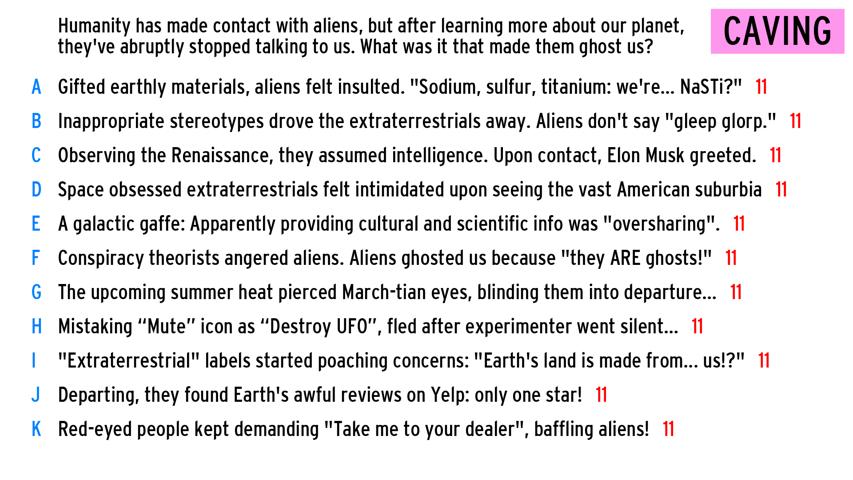 Humanity has made contact with aliens, but after learning more about our planet,
they've abruptly stopped talking to us. What was it that made them ghost us?
CAVING
A Gifted earthly materials, aliens felt insulted. "Sodium, sulfur, titanium: we're... NaSTi?" 11
B Inappropriate stereotypes drove the extraterrestrials away. Aliens don't say "gleep glorp." 11
C Observing the Renaissance, they assumed intelligence. Upon contact, Elon Musk greeted. 11
D Space obsessed extraterrestrials felt intimidated upon seeing the vast American suburbia 11
E A galactic gaffe: Apparently providing cultural and scientific info was "oversharing". 11
F Conspiracy theorists angered aliens. Aliens ghosted us because "they ARE ghosts!" 11
G The upcoming summer heat pierced March-tian eyes, blinding them into departure... 11
H Mistaking “Mute” icon as “Destroy UFO”, fled after experimenter went silent... 11
I "Extraterrestrial" labels started poaching concerns: "Earth's land is made from... us!?" 11
J Departing, they found Earth's awful reviews on Yelp: only one star! 11
K Red-eyed people kept demanding "Take me to your dealer", baffling aliens! 11